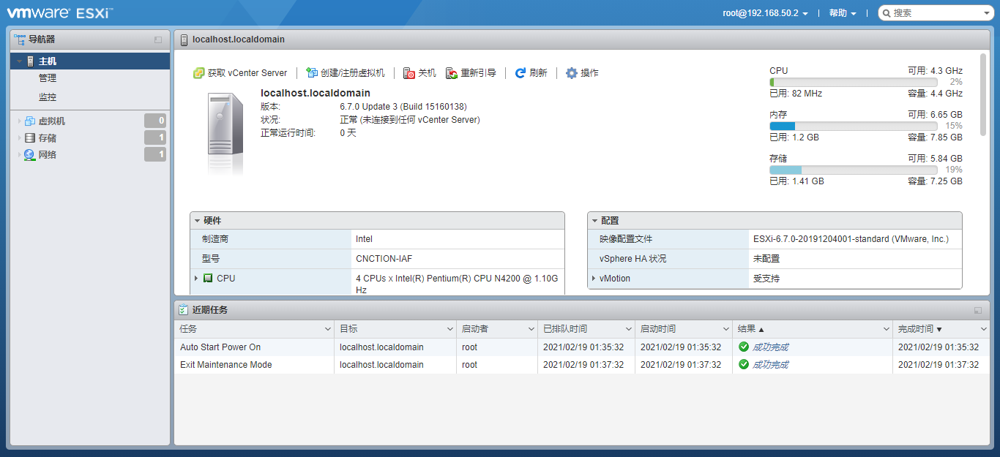 vmware ESXi™
root@192.168.50.2 | 帮助 | 搜索
导航器
主机
管理
监控
虚拟机 0
存储 1
网络 1
localhost.localdomain
获取 vCenter Server | 创建/注册虚拟机 | 关机 重新引导 | 刷新 | 操作
localhost.localdomain
版本: 6.7.0 Update 3 (Build 15160138)
状况: 正常 (未连接到任何 vCenter Server)
正常运行时间: 0 天
CPU 可用: 4.3 GHz
2%
已用: 82 MHz 容量: 4.4 GHz
内存 可用: 6.65 GB
15%
已用: 1.2 GB 容量: 7.85 GB
存储 可用: 5.84 GB
19%
已用: 1.41 GB 容量: 7.25 GB
硬件
制造商 Intel
型号 CNCTION-IAF
CPU 4 CPUs x Intel(R) Pentium(R) CPU N4200 @ 1.10G
Hz
配置
映像配置文件 ESXi-6.7.0-20191204001-standard (VMware, Inc.)
vSphere HA 状况 未配置
vMotion 受支持
近期任务
任务 目标 启动者 已排队时间 启动时间 结果 ▲ 完成时间 ▼
Auto Start Power On localhost.localdomain root 2021/02/19 01:35:32 2021/02/19 01:35:32 成功完成 2021/02/19 01:35:32
Exit Maintenance Mode localhost.localdomain root 2021/02/19 01:37:32 2021/02/19 01:37:32 成功完成 2021/02/19 01:37:32